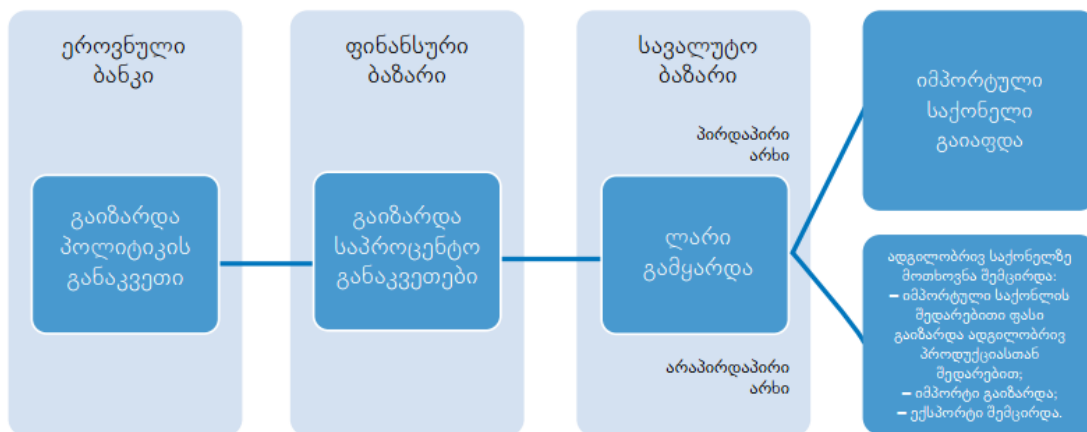 ეროვნული
ბანკი
გაიზარდა
პოლიტიკის
განაკვეთი
ფინანსური
ბაზარი
გაიზარდა
საპროცენტო
განაკვეთები
სავალუტო
ბაზარი
პირდაპირი
არხი
ლარი
გამყარდა
არაპირდაპირი
არხი
იმპორტული
საქონელი
გაიაფდა
ადგილობრივ საქონელზე
მოთხოვნა შემცირდა:
– იმპორტული საქონლის
შედარებითი ფასი
გაიზარდა ადგილობრივ
პროდუქციასთან
შედარებით;
– იმპორტი გაიზარდა;
– ექსპორტი შემცირდა.